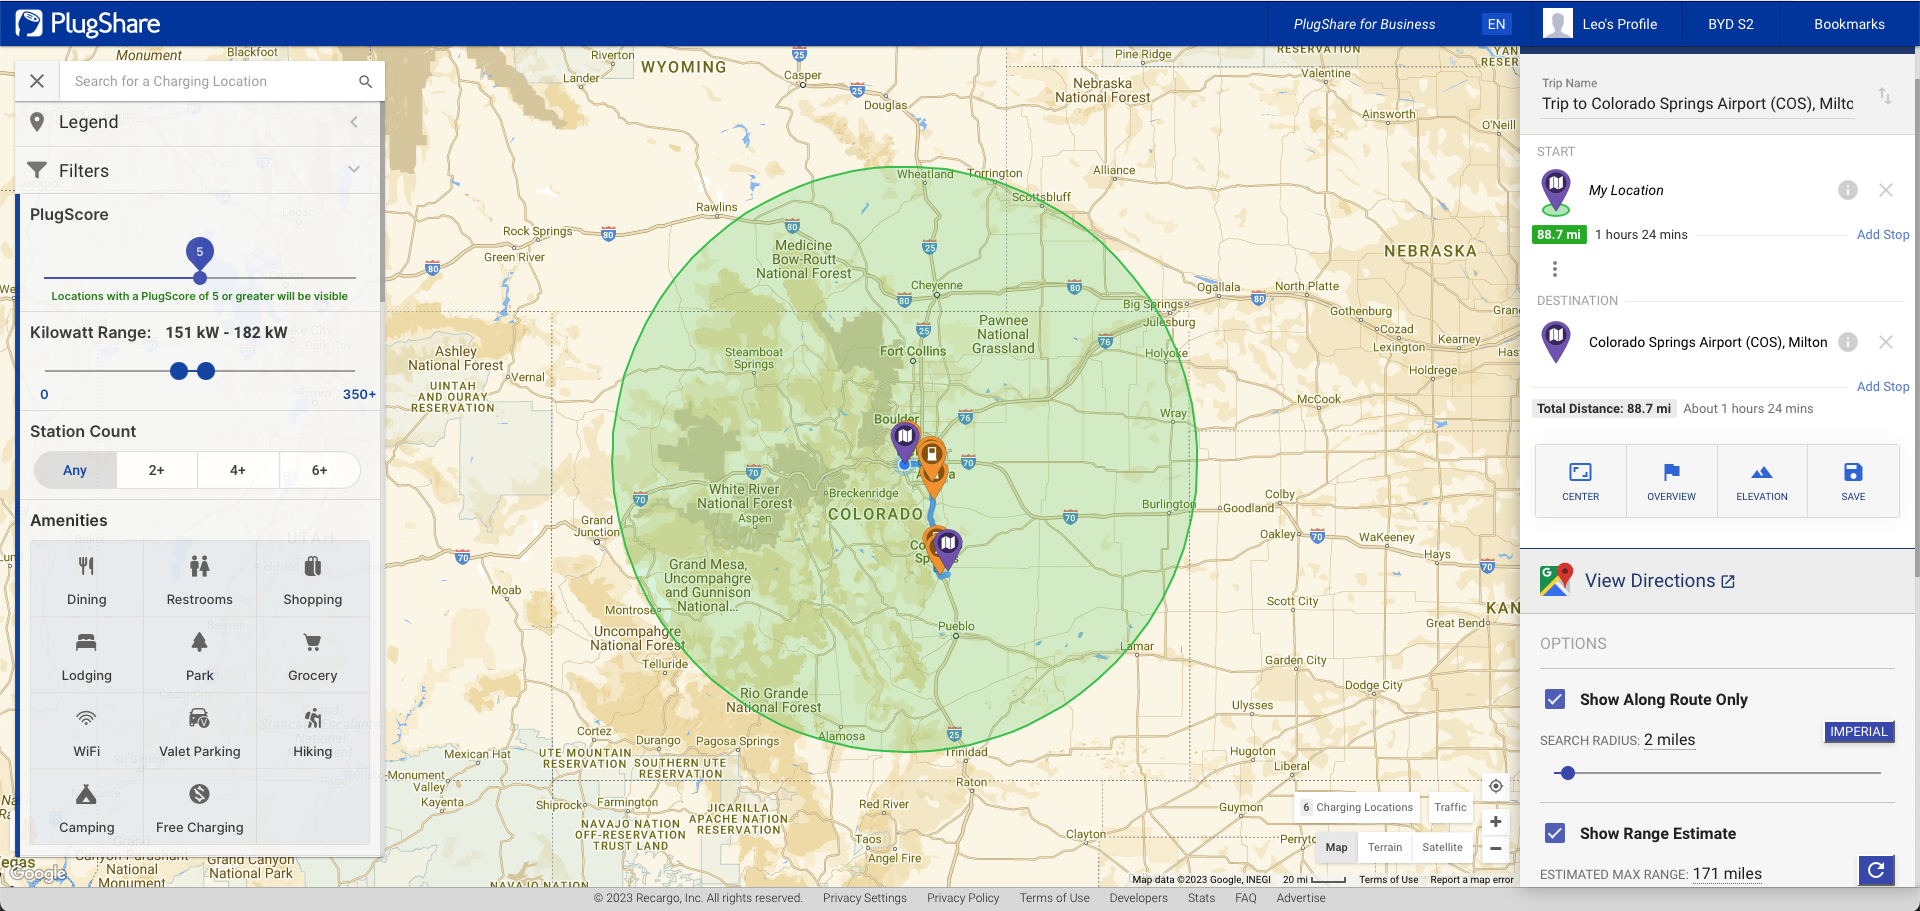 PlugShare
PlugShare for Business
EN
Leo's Profile
BYD S2
Bookmarks
Search for a Charging Location
Legend
Filters
PlugScore
5
Locations with a PlugScore of 5 or greater will be visible
Kilowatt Range: 151 kW - 182 kW
0
350+
Station Count
Any
2+
4+
6+
Amenities
Dining
Restrooms
Shopping
Lodging
Park
Grocery
WiFi
Valet Parking
Hiking
Camping
Free Charging
Google
Monument
Blackfoot
Riverton
WYOMING
Casper
Lander
Douglas
Pine Ridge
RESERVATION
Nebraska
National Forest
Valentine
Ainsworth
O'Neill
Wheatland
Torrington
Alliance
Scottsbluff
Rawlins
Rock Springs
Green River
Medicine
Bow-Routt
National Forest
Cheyenne
NEBRASKA
Ogallala
North Platte
Big Springs
Julesburg
Gothenburg
Cozad
Lexington
Kearney
Hastings
Pawnee
National
Grassland
Fort Collins
Steamboat
Springs
Ashley
National Forest
Vernal
UINTAH
AND OURAY
RESERVATION
Holyoke
Holdrege
McCook
Wray
Boulder
White River
National Forest
Breckenridge
Aspen
COLORADO
Burlington
Colby
Goodland
Oakley
WaKeeney
Hays
Grand
Junction
Grand Mesa,
Uncompahgre
and Gunnison
National...
Moab
Montrose
Uncompahgre
National Forest
Telluride
Pueblo
Lamar
Scott City
Great Bend
KAN
Garden City
Dodge City
Rio Grande
National Forest
Ulysses
Alamosa
Cortez
Durango
Pagosa Springs
Trinidad
Mexican Hat
UTE MOUNTAIN
RESERVATION
SOUTHERN UTE
RESERVATION
Hugoton
Liberal
Monument
Valley
Kayenta
Shiprock
Farmington
JICARILLA
APACHE NATION
RESERVATION
Raton
Red River
Guymon
Perryton
NAVAJO NATION
OFF-RESERVATION
TRUST LAND
Taos
Angel Fire
Clayton
Grand Canyon
National Park
NAVAJO NATION
6 Charging Locations
Traffic
Map
Terrain
Satellite
Map data ©2023 Google, INEGI
20 mi
Terms of Use
Report a map error
Trip Name
Trip to Colorado Springs Airport (COS), Milto
START
My Location
88.7 mi
1 hours 24 mins
Add Stop
DESTINATION
Colorado Springs Airport (COS), Milton
Add Stop
Total Distance: 88.7 mi
About 1 hours 24 mins
CENTER
OVERVIEW
ELEVATION
SAVE
View Directions
OPTIONS
Show Along Route Only
SEARCH RADIUS: 2 miles
IMPERIAL
Show Range Estimate
ESTIMATED MAX RANGE: 171 miles
© 2023 Recargo, Inc. All rights reserved.
Privacy Settings
Privacy Policy
Terms of Use
Developers
Stats
FAQ
Advertise